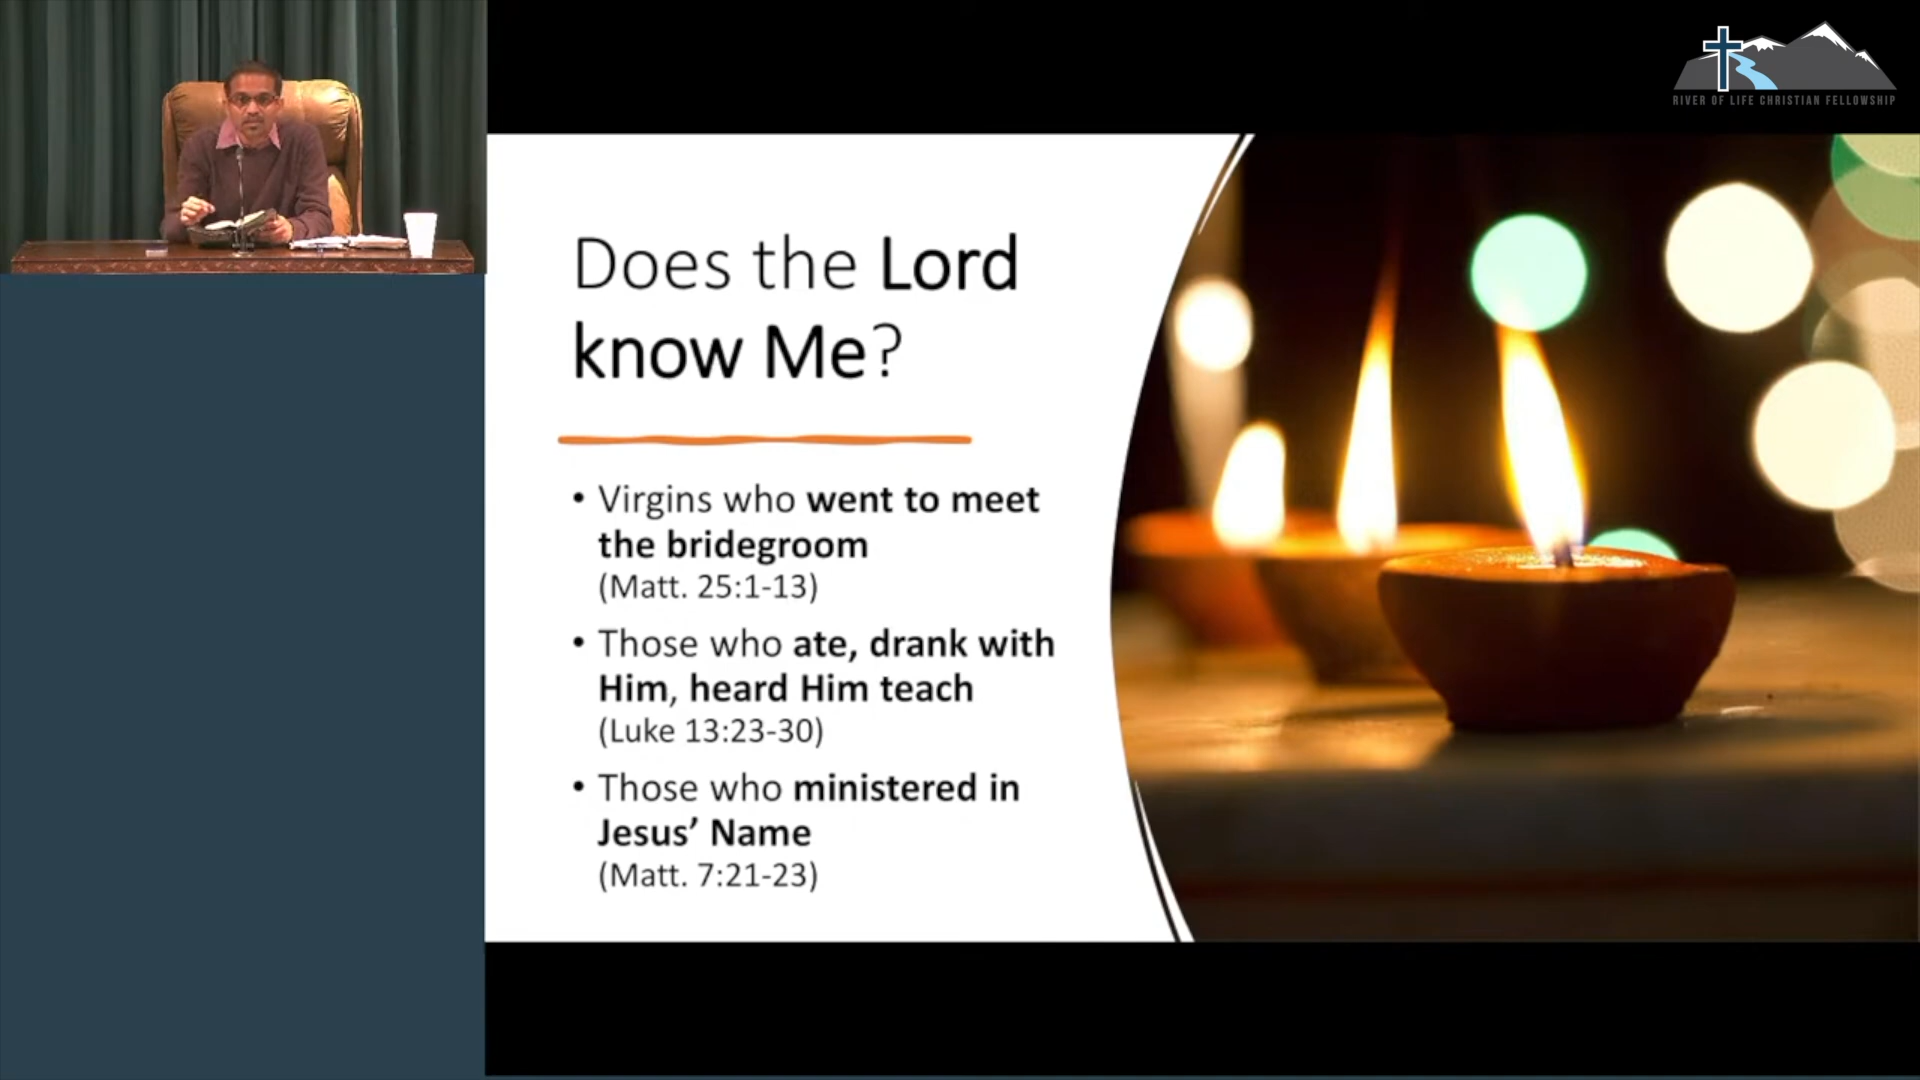 RIVER OF LIFE CHRISTIAN FELLOWSHIP
Does the Lord
know Me?
• Virgins who went to meet
the bridegroom
(Matt. 25:1-13)
• Those who ate, drank with
Him, heard Him teach
(Luke 13:23-30)
• Those who ministered in
Jesus’ Name
(Matt. 7:21-23)